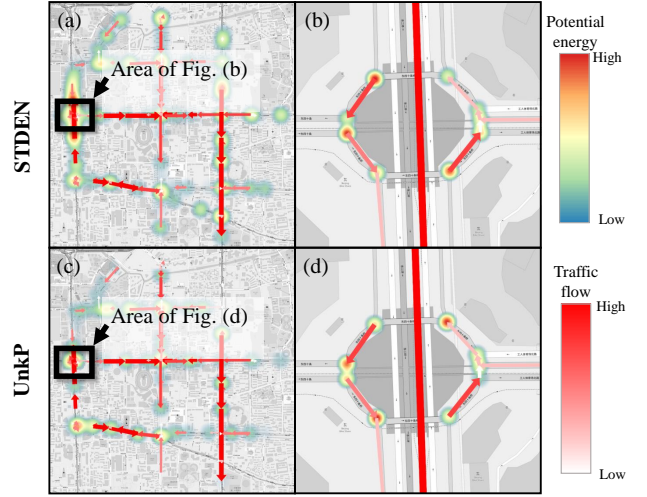 (a)
Area of Fig. (b)
(b)
STDEN
Potential
energy
High
Low
(c)
Area of Fig. (d)
(d)
UnkP
Traffic
flow
High
Low